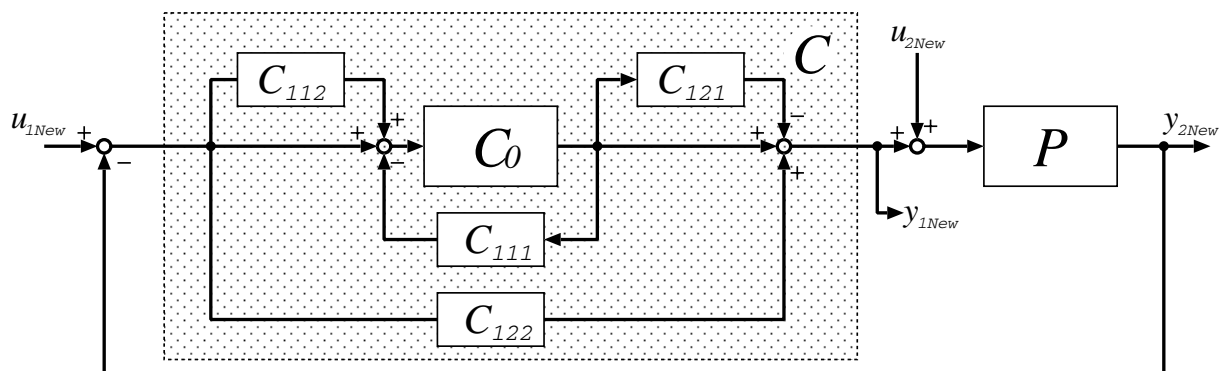 C
u2New
C112
C121
u1New
+
−
+
+
−
C0
−
+
+
+
+
P
y2New
C111
y1New
C122